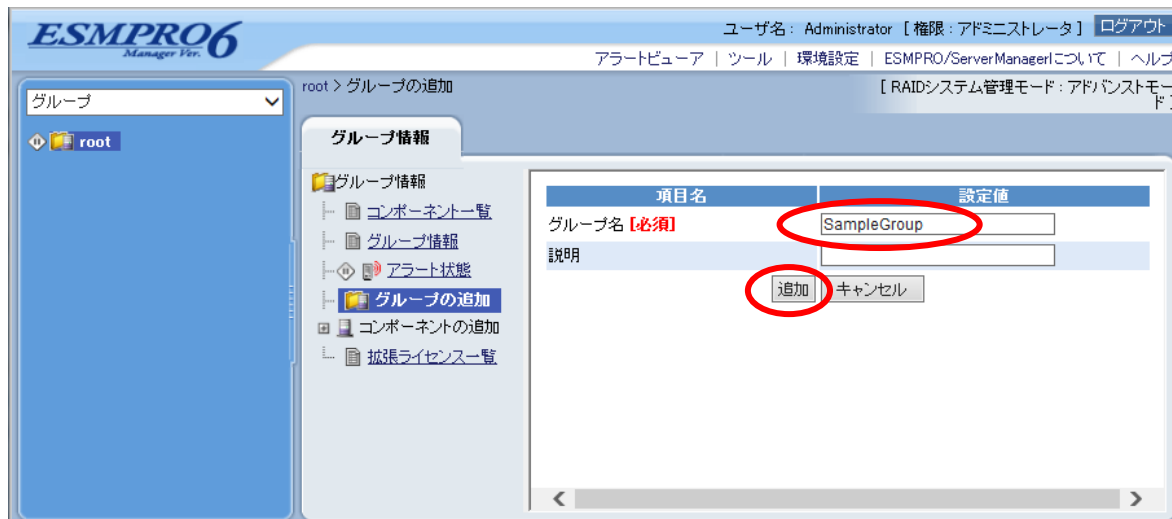 ESMPRO6
Manager Ver.
ユーザ名： Administrator [ 権限：アドミニストレータ ] ログアウト
アラートビューア | ツール | 環境設定 | ESMPRO/ServerManagerについて | ヘルプ
グループ
root > グループの追加
[ RAIDシステム管理モード：アドバンストモード ]
root
グループ情報
グループ情報
コンポーネント一覧
グループ情報
アラート状態
グループの追加
コンポーネントの追加
拡張ライセンス一覧
項目名 設定値
グループ名 [必須] SampleGroup
説明
追加 キャンセル